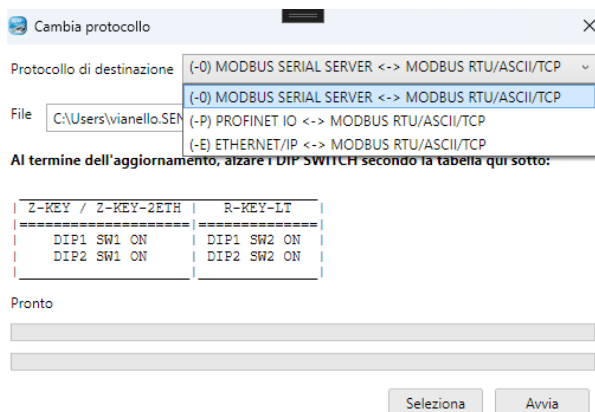 Cambia protocollo
Protocollo di destinazione (-0) MODBUS SERIAL SERVER <-> MODBUS RTU/ASCII/TCP
(-0) MODBUS SERIAL SERVER <-> MODBUS RTU/ASCII/TCP
File C:\Users\vianello.SEN
(-P) PROFINET IO <-> MODBUS RTU/ASCII/TCP
(-E) ETHERNET/IP <-> MODBUS RTU/ASCII/TCP
Al termine dell'aggiornamento, alzare i DIP SWITCH secondo la tabella qui sotto:
| Z-KEY / Z-KEY-2ETH | R-KEY-LT |
|====================|==============|
| DIP1 SW1 ON | DIP1 SW2 ON |
| DIP2 SW1 ON | DIP2 SW2 ON |
Pronto
Seleziona Avvia